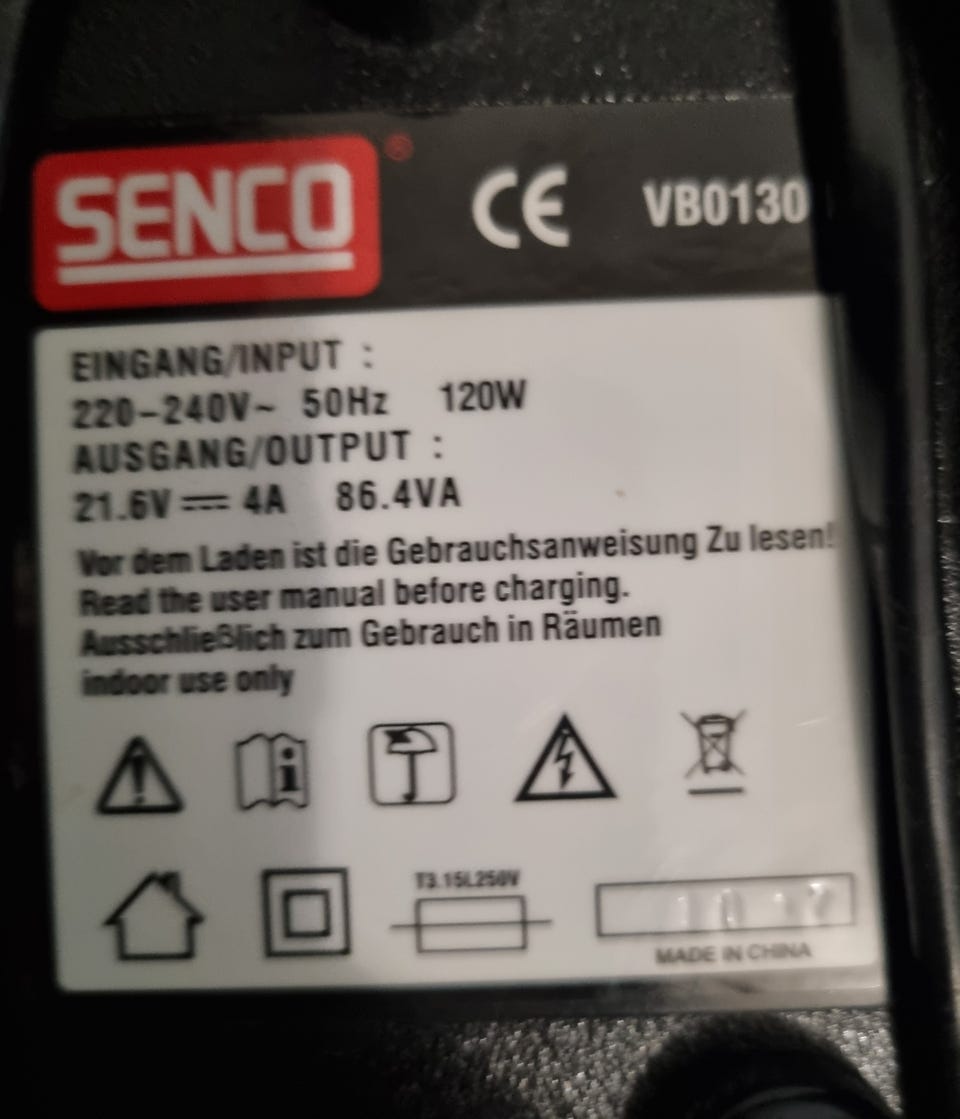 SENCO®
CE VB0130
EINGANG/INPUT :
220-240V~ 50Hz 120W
AUSGANG/OUTPUT :
21.6V⎓4A 86.4VA
Vor dem Laden ist die Gebrauchsanweisung Zu lesen!
Read the user manual before charging.
Ausschließlich zum Gebrauch in Räumen
indoor use only
T3.15L250V
MADE IN CHINA